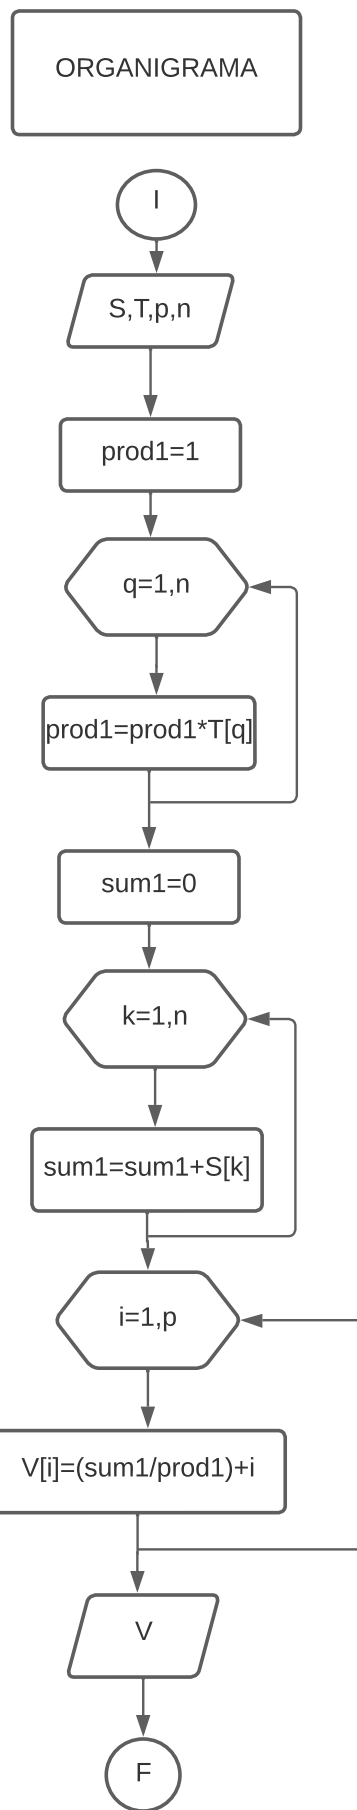 ORGANIGRAMA
I
S,T,p,n
prod1=1
q=1,n
prod1=prod1*T[q]
sum1=0
k=1,n
sum1=sum1+S[k]
i=1,p
V[i]=(sum1/prod1)+i
V
F